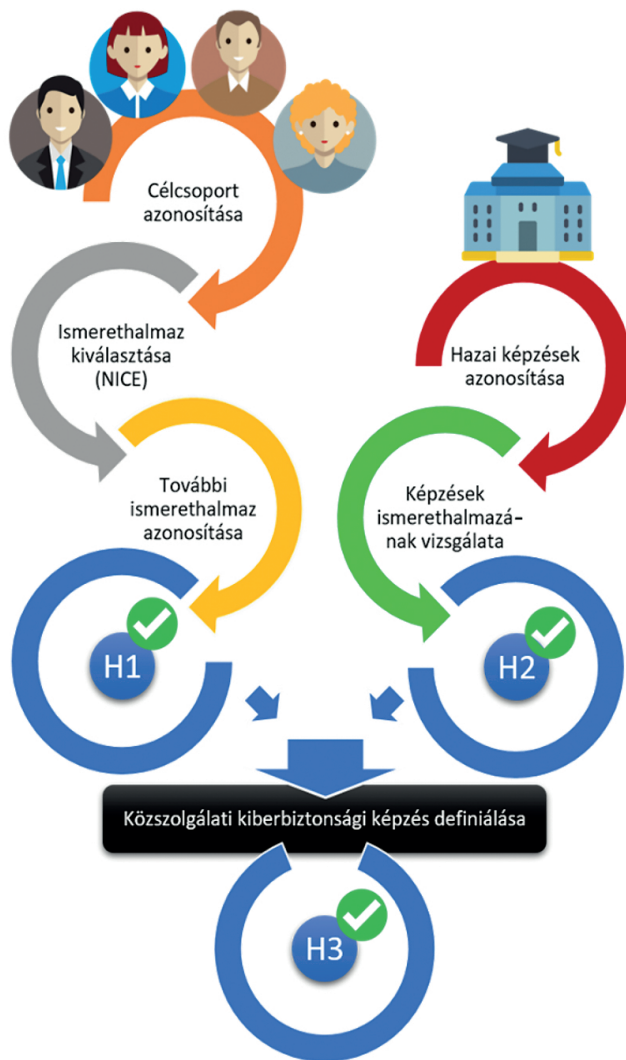 Célcsoport
azonosítása
Ismerethalmaz
kiválasztása
(NICE)
További
ismerethalmaz
azonosítása
H1
Hazai képzések
azonosítása
Képzések
ismerethalmazá-
nak vizsgálata
H2
Közszolgálati kiberbiztonsági képzés definiálása
H3